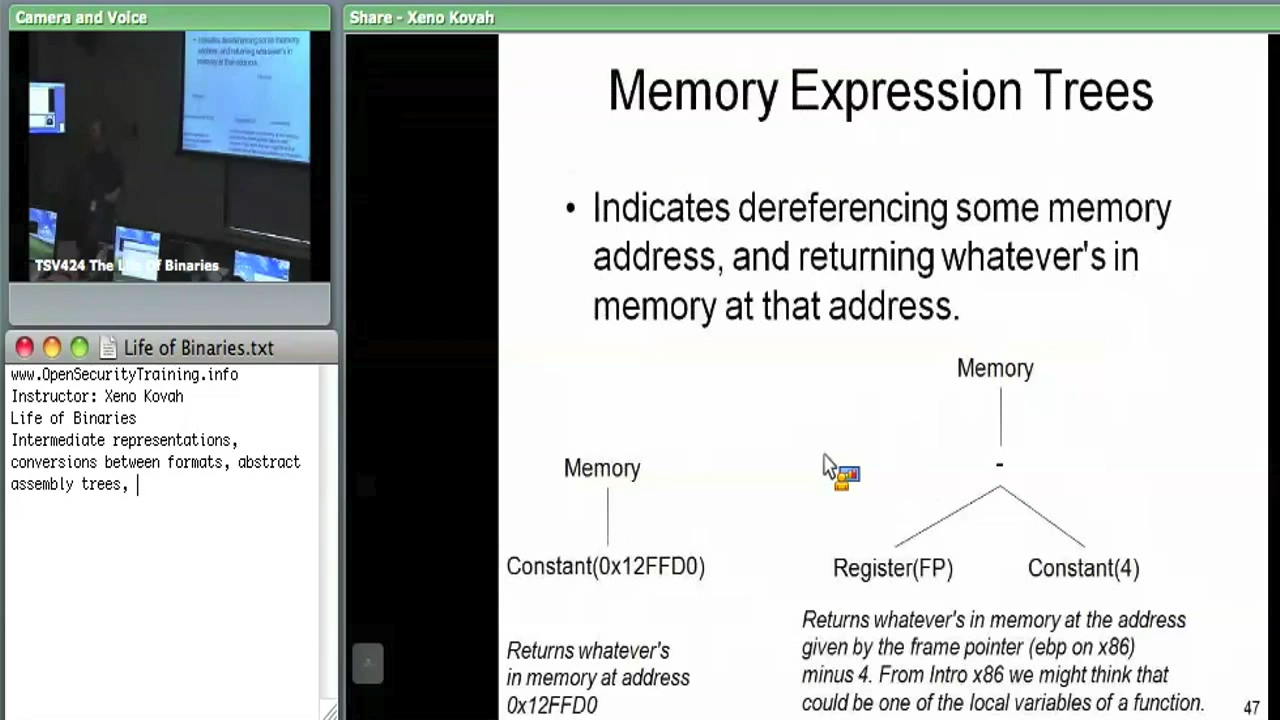 Camera and Voice
TSV424 The Life Of Binaries
Life of Binaries.txt
www.OpenSecurityTraining.info
Instructor: Xeno Kovah
Life of Binaries
Intermediate representations,
conversions between formats, abstract
assembly trees,
Share - Xeno Kovah
Memory Expression Trees
• Indicates dereferencing some memory
address, and returning whatever's in
memory at that address.
Memory
Constant(0x12FFD0)
Returns whatever's
in memory at address
0x12FFD0
Memory
-
Register(FP) Constant(4)
Returns whatever's in memory at the address
given by the frame pointer (ebp on x86)
minus 4. From Intro x86 we might think that
could be one of the local variables of a function.
47